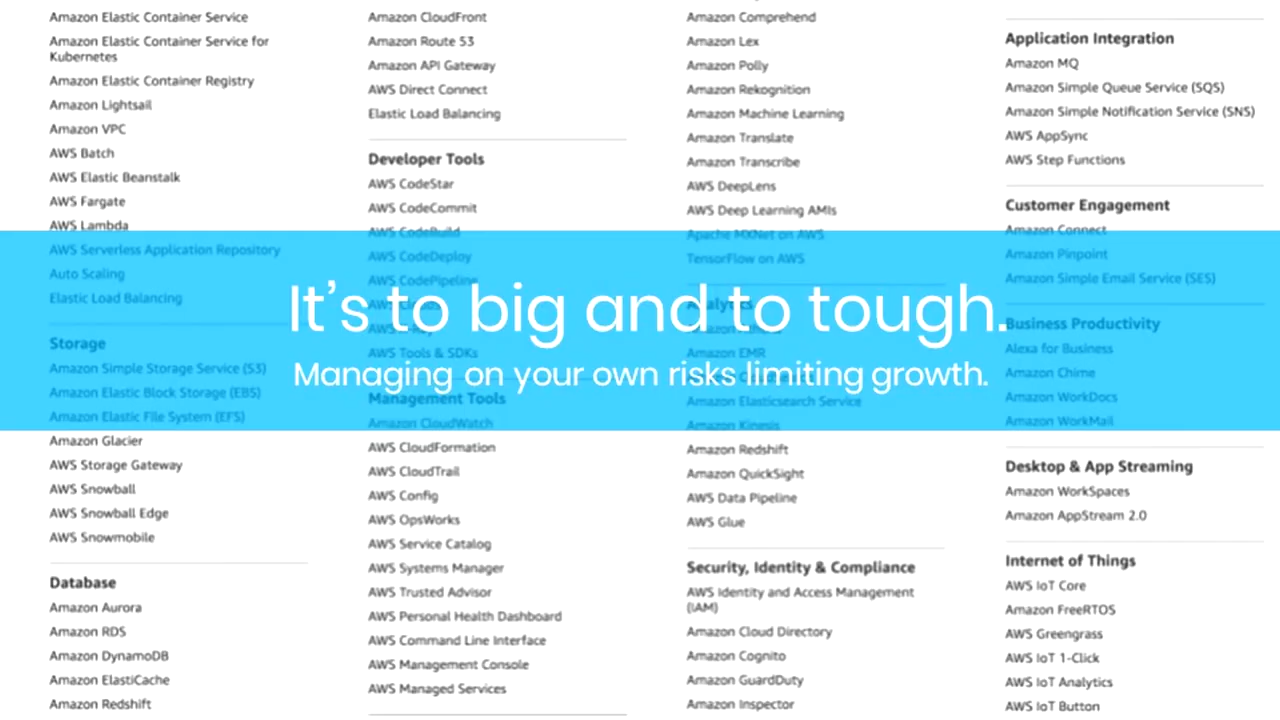 Amazon Elastic Container Service
Amazon Elastic Container Service for
Kubernetes
Amazon Elastic Container Registry
Amazon Lightsail
Amazon VPC
AWS Batch
AWS Elastic Beanstalk
AWS Fargate
AWS Lambda
AWS Serverless Application Repository
Auto Scaling
Elastic Load Balancing
Storage
Amazon Simple Storage Service (S3)
Amazon Elastic Block Storage (EBS)
Amazon Elastic File System (EFS)
Amazon Glacier
AWS Storage Gateway
AWS Snowball
AWS Snowball Edge
AWS Snowmobile
Database
Amazon Aurora
Amazon RDS
Amazon DynamoDB
Amazon ElastiCache
Amazon Redshift
Amazon CloudFront
Amazon Route 53
Amazon API Gateway
AWS Direct Connect
Elastic Load Balancing
Developer Tools
AWS CodeStar
AWS CodeCommit
AWS CodeBuild
AWS CodeDeploy
AWS CodePipeline
AWS Tools & SDKs
Management Tools
Amazon CloudWatch
AWS CloudFormation
AWS CloudTrail
AWS Config
AWS OpsWorks
AWS Service Catalog
AWS Systems Manager
AWS Trusted Advisor
AWS Personal Health Dashboard
AWS Command Line Interface
AWS Management Console
AWS Managed Services
It's to big and to tough.
Managing on your own risks limiting growth.
Amazon Comprehend
Amazon Lex
Amazon Polly
Amazon Rekognition
Amazon Machine Learning
Amazon Translate
Amazon Transcribe
AWS DeepLens
AWS Deep Learning AMIs
Apache MXNet on AWS
TensorFlow on AWS
Analytics
Amazon EMR
Amazon Elasticsearch Service
Amazon Kinesis
Amazon Redshift
Amazon QuickSight
AWS Data Pipeline
AWS Glue
Security, Identity & Compliance
AWS Identity and Access Management
(IAM)
Amazon Cloud Directory
Amazon Cognito
Amazon GuardDuty
Amazon Inspector
Application Integration
Amazon MQ
Amazon Simple Queue Service (SQS)
Amazon Simple Notification Service (SNS)
AWS AppSync
AWS Step Functions
Customer Engagement
Amazon Connect
Amazon Pinpoint
Amazon Simple Email Service (SES)
Business Productivity
Alexa for Business
Amazon Chime
Amazon WorkDocs
Amazon WorkMail
Desktop & App Streaming
Amazon WorkSpaces
Amazon AppStream 2.0
Internet of Things
AWS IoT Core
Amazon FreeRTOS
AWS Greengrass
AWS IoT 1-Click
AWS IoT Analytics
AWS IoT Button